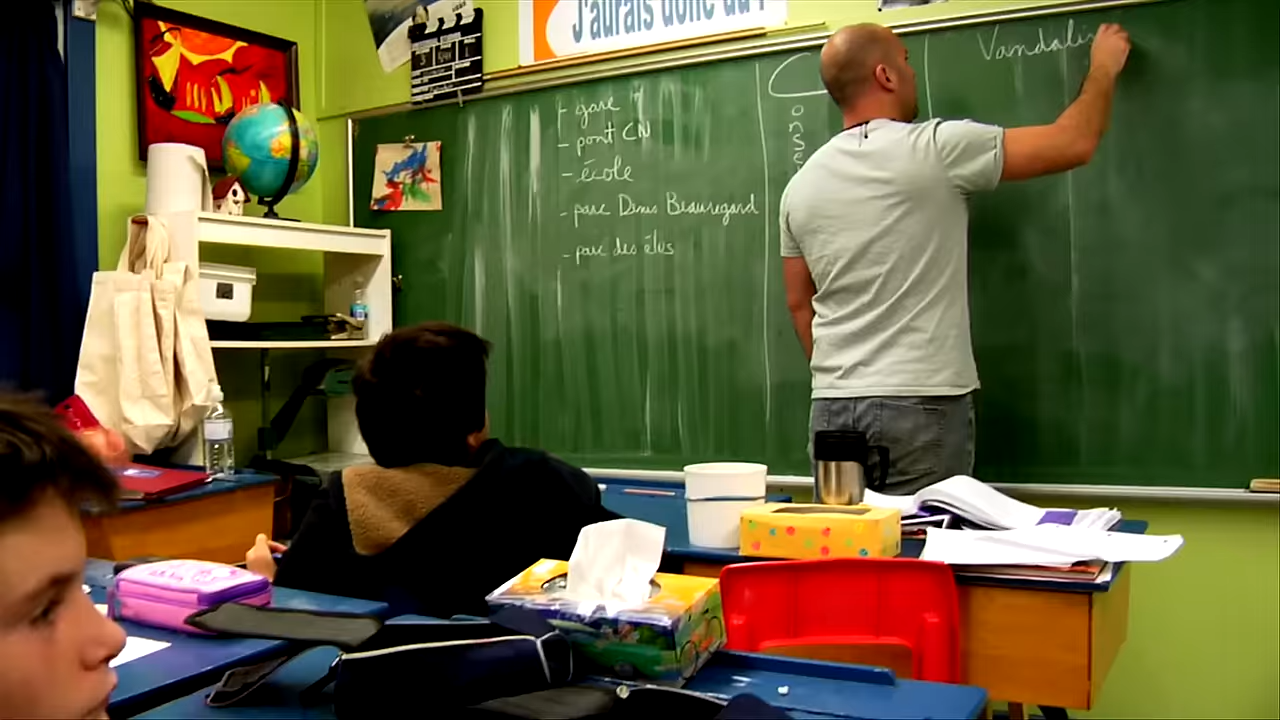 J'aurais donc dû !
- gare
- pont CN
- école
- parc Denis Beauregard
- parc des élus
C
o
n
s
e
Vandali